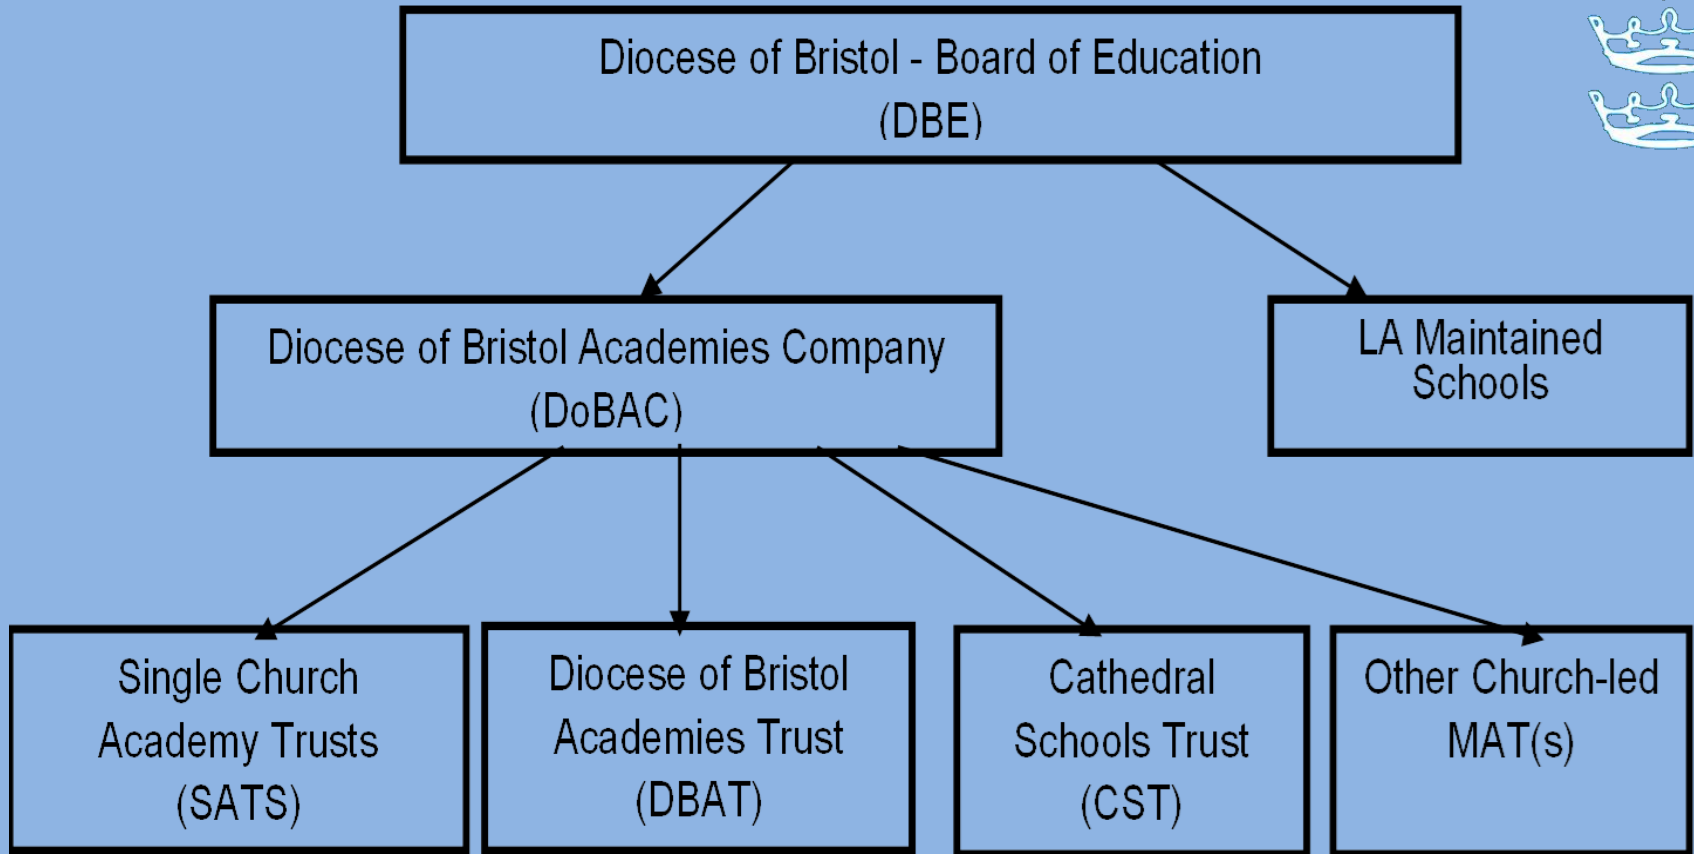 Diocese of Bristol - Board of Education
(DBE)
Diocese of Bristol Academies Company
(DoBAC)
LA Maintained
Schools
Single Church
Academy Trusts
(SATS)
Diocese of Bristol
Academies Trust
(DBAT)
Cathedral
Schools Trust
(CST)
Other Church-led
MAT(s)